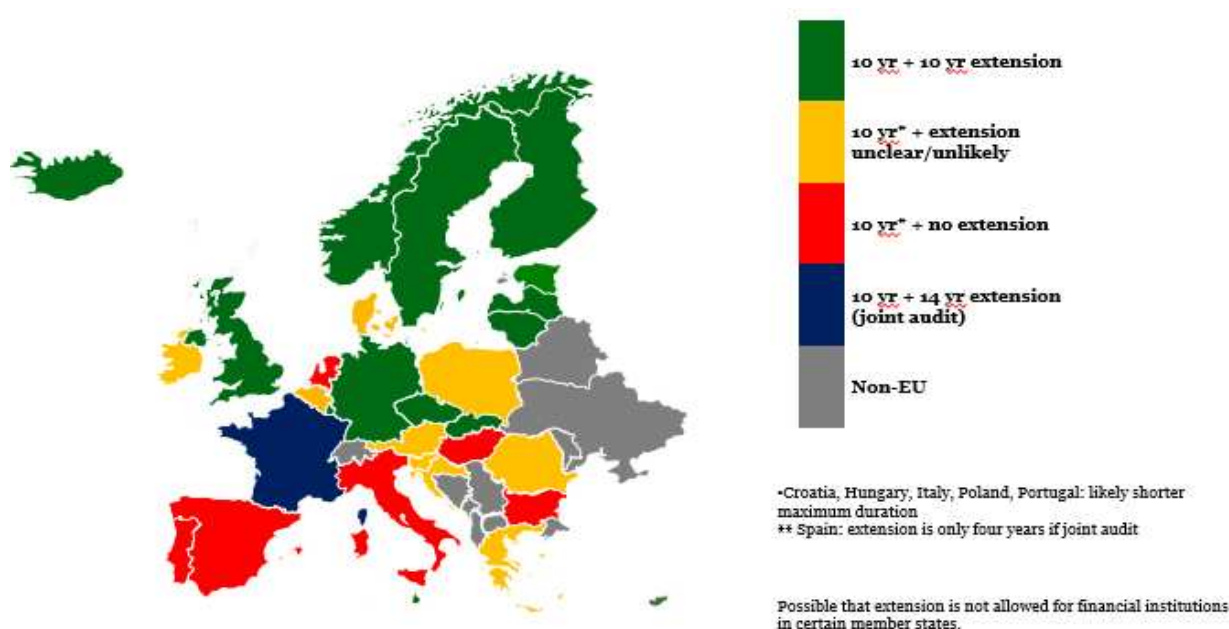 10 yr + 10 yr extension
10 yr* + extension
unclear/unlikely
10 yr* + no extension
10 yr + 14 yr extension
(joint audit)
Non-EU
*Croatia, Hungary, Italy, Poland, Portugal: likely shorter
maximum duration
** Spain: extension is only four years if joint audit
Possible that extension is not allowed for financial institutions
in certain member states.